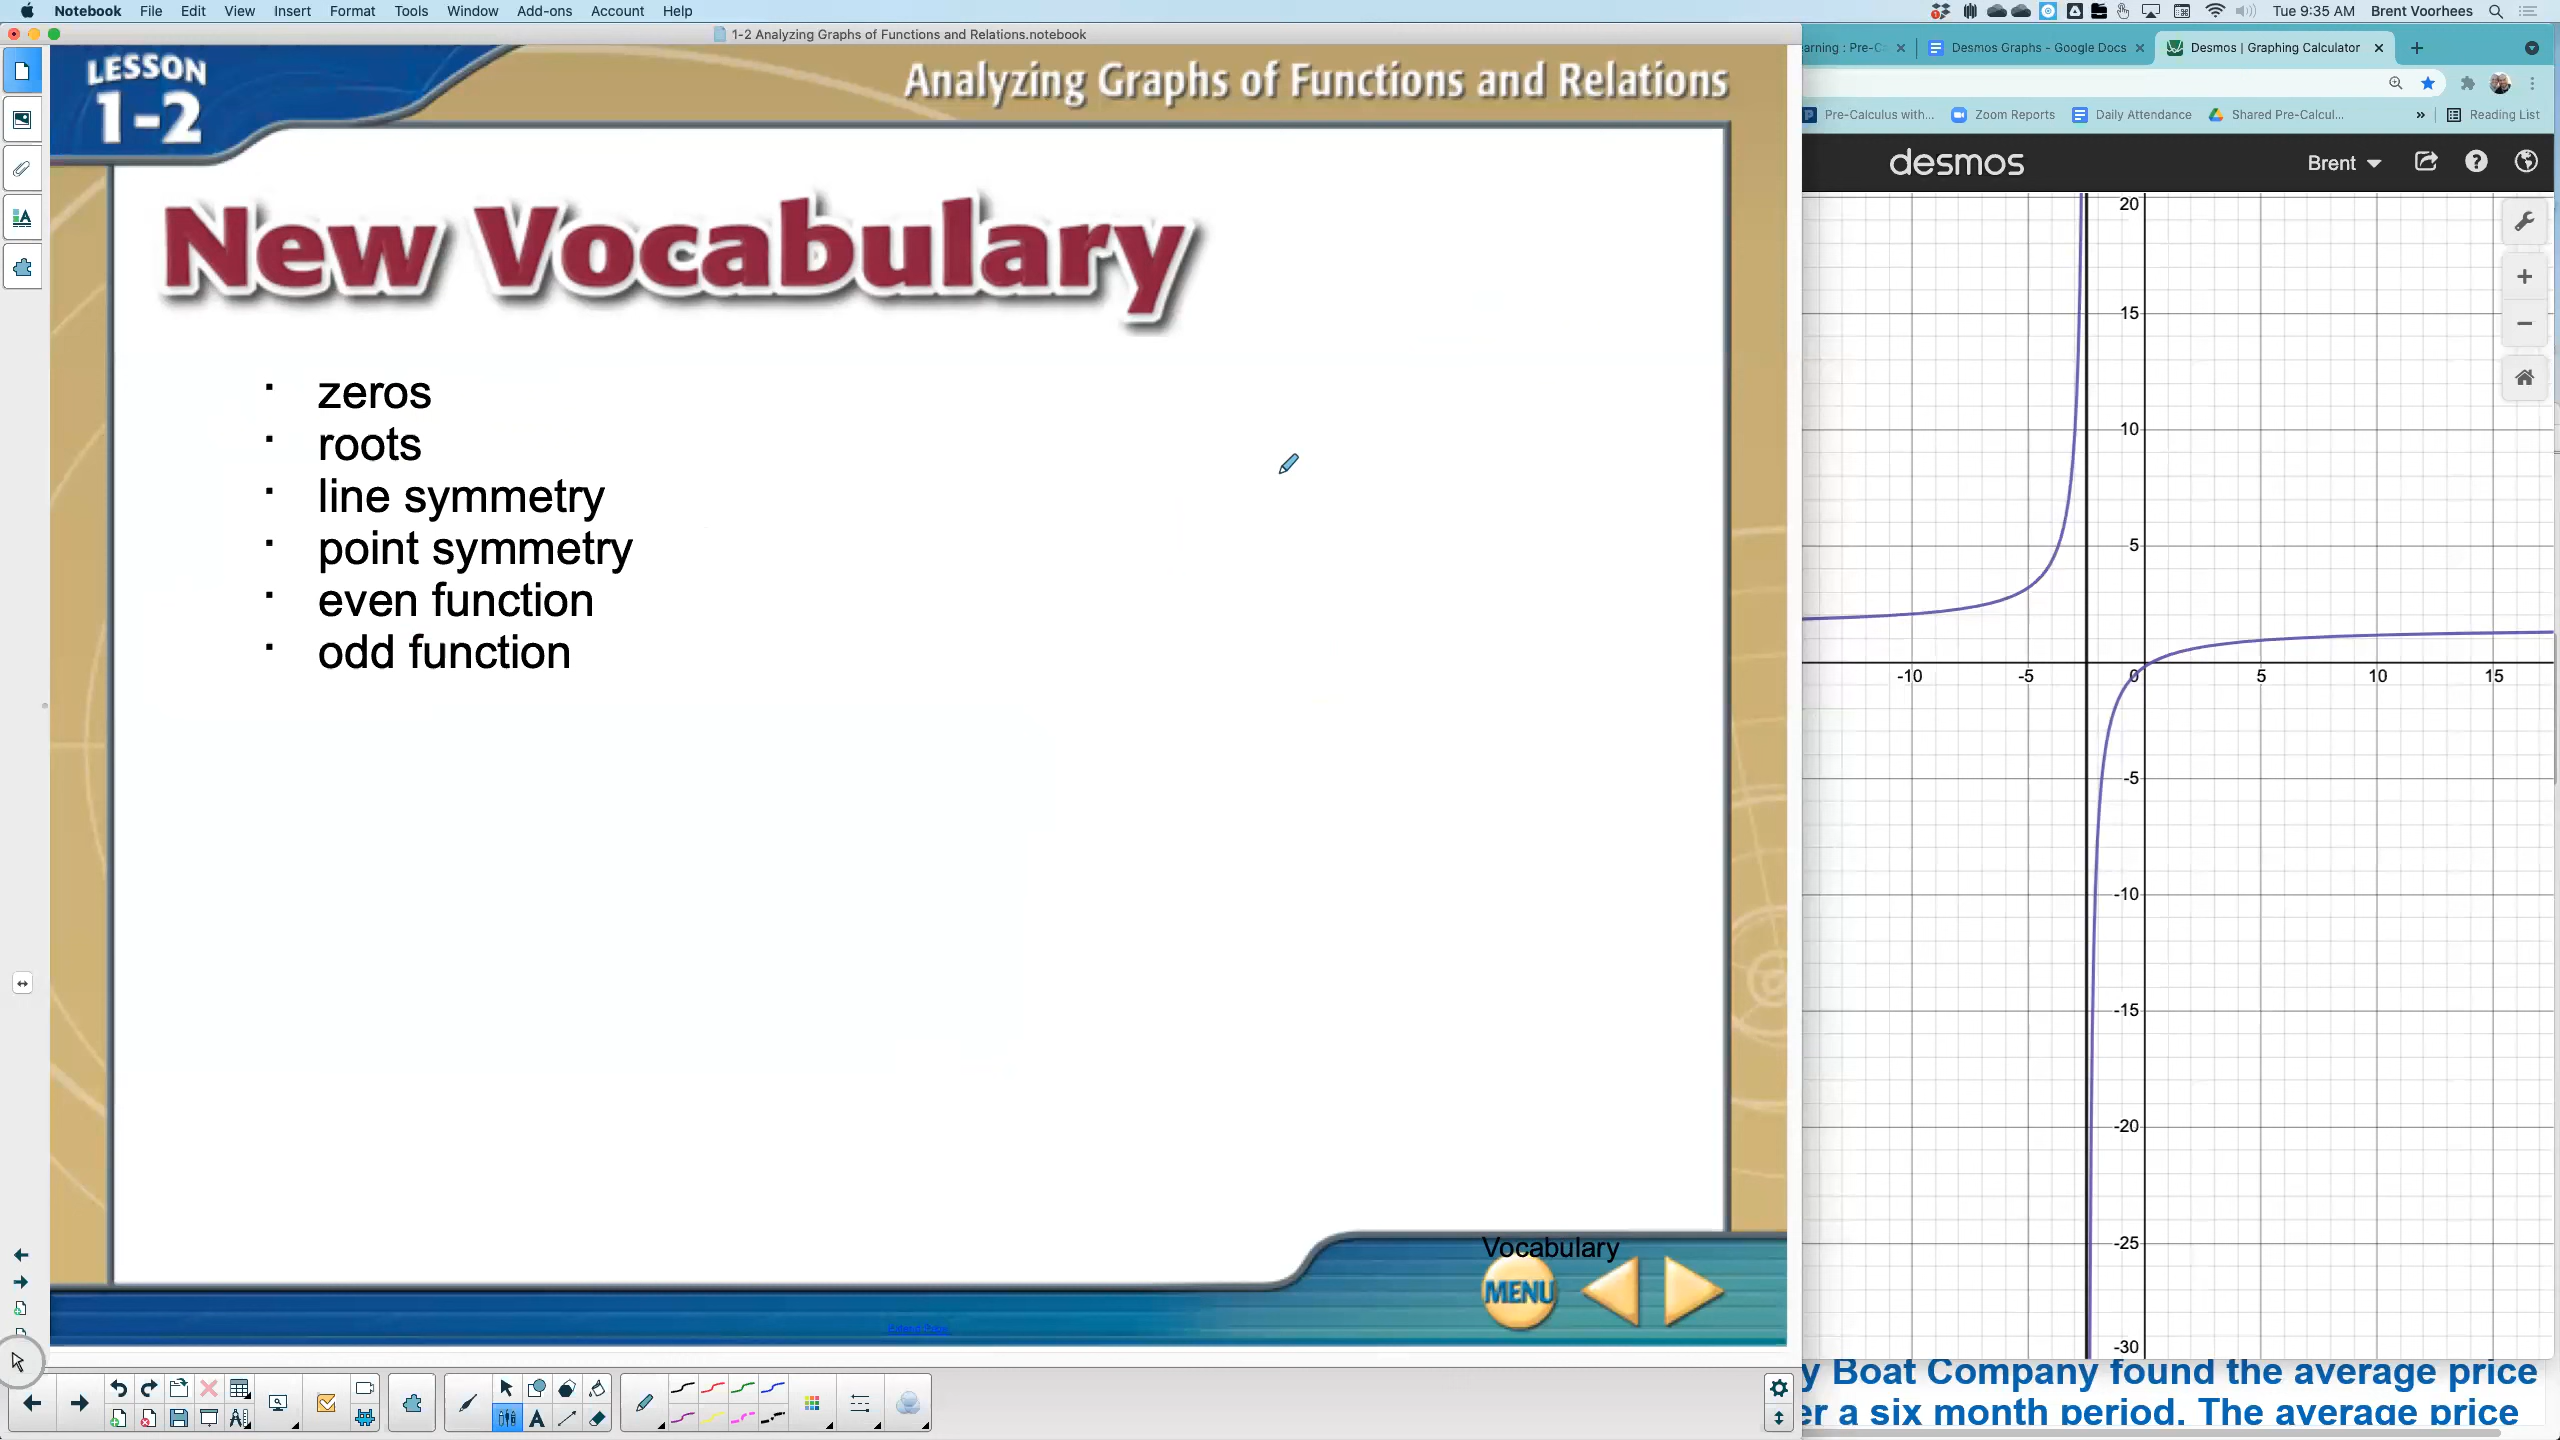 Notebook File Edit View Insert Format Tools Window Add-ons Account Help
Tue 9:35 AM Brent Voorhees
1-2 Analyzing Graphs of Functions and Relations.notebook
LESSON
1-2
Analyzing Graphs of Functions and Relations
New Vocabulary
· zeros
· roots
· line symmetry
· point symmetry
· even function
· odd function
Vocabulary
MENU
arning : Pre-C
Desmos Graphs - Google Docs
Desmos | Graphing Calculator
Pre-Calculus with...
Zoom Reports
Daily Attendance
Shared Pre-Calcul...
»
Reading List
desmos
Brent
20
15
10
5
-10 -5 0 5 10 15
-5
-10
-15
-20
-25
-30
y Boat Company found the average price
er a six month period. The average price